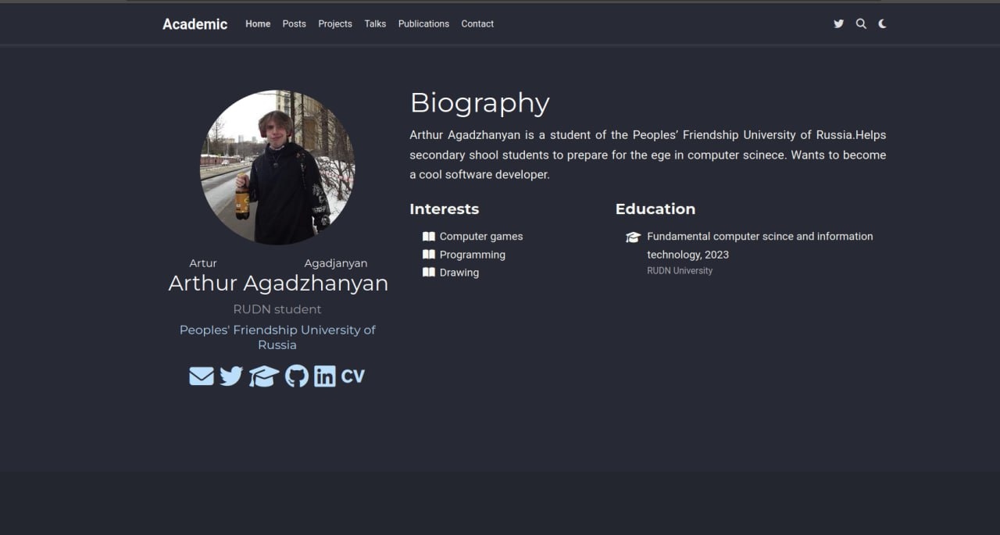 Academic Home Posts Projects Talks Publications Contact
Artur Agadjanyan
Arthur Agadzhanyan
RUDN student
Peoples' Friendship University of
Russia
CV
Biography
Arthur Agadzhanyan is a student of the Peoples’ Friendship University of Russia.Helps
secondary shool students to prepare for the ege in computer scinece. Wants to become
a cool software developer.
Interests
Computer games
Programming
Drawing
Education
Fundamental computer scince and information
technology, 2023
RUDN University